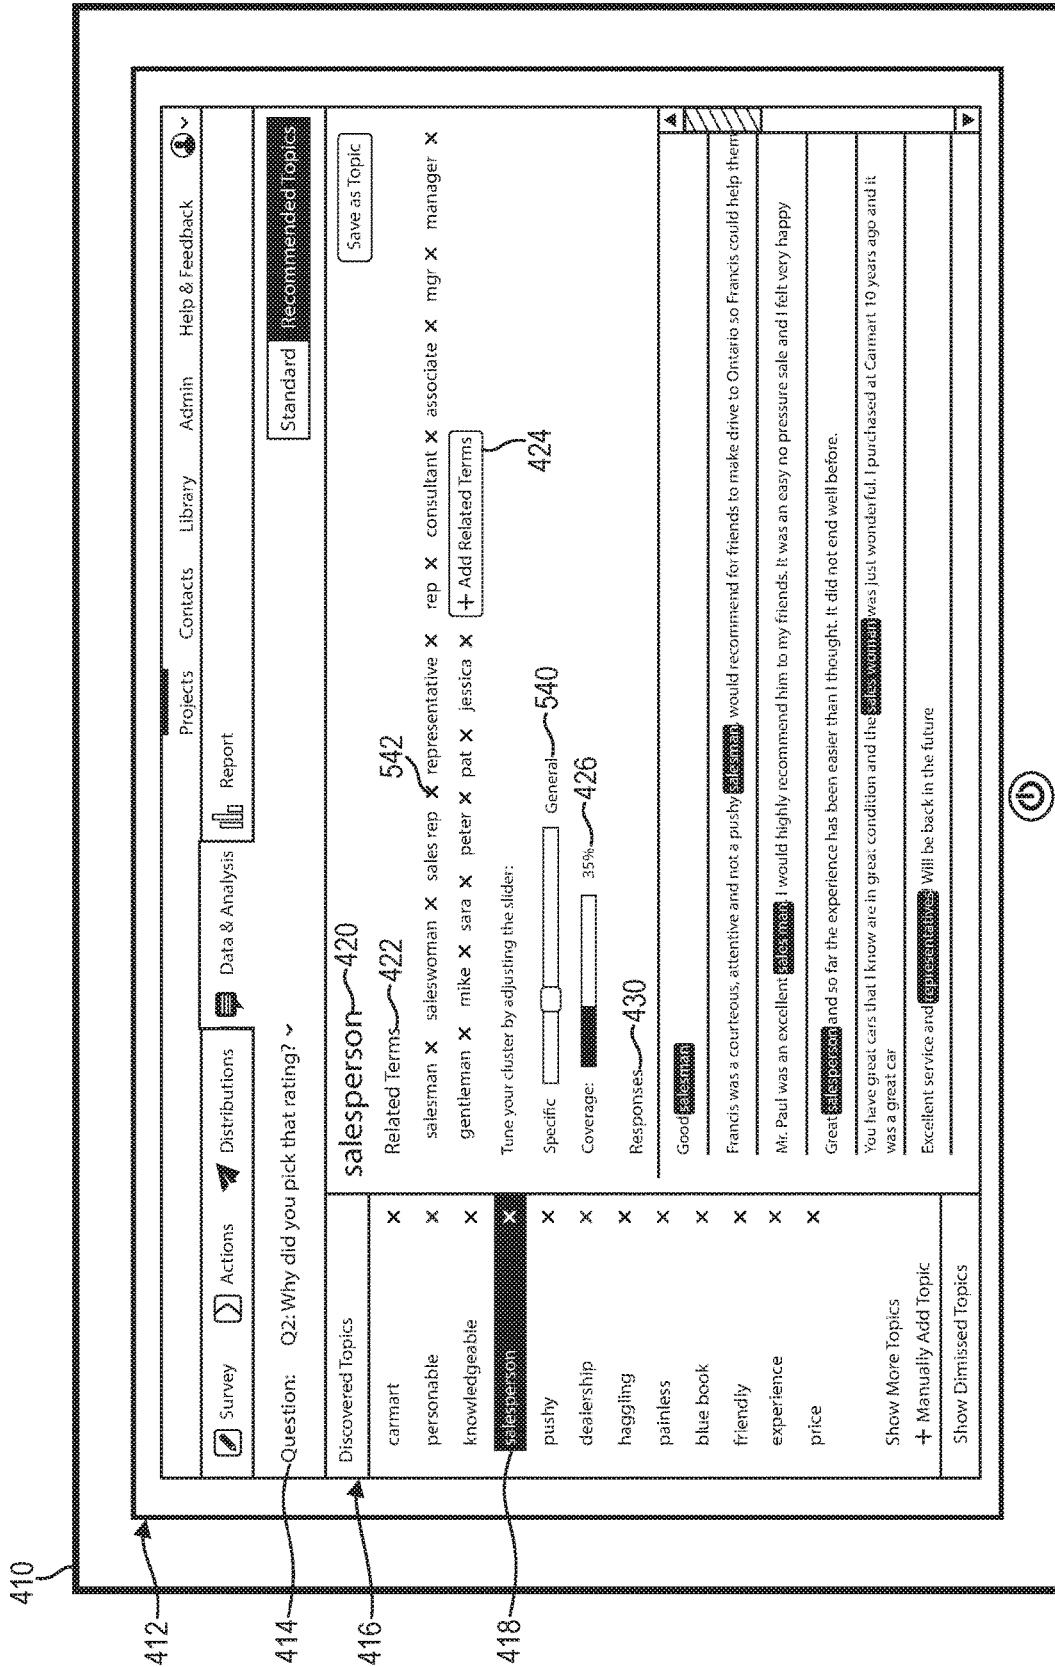 410
412
Projects Contacts Library Admin Help & Feedback
Survey Actions Distributions Data & Analysis Report
414
Question: Q2: Why did you pick that rating?
Standard Recommended Topics
416
Discovered Topics
carmart X
personable X
knowledgeable X
418
salesperson X
pushy X
dealership X
haggling X
painless X
blue book X
friendly X
experience X
price X
Show More Topics
+ Manually Add Topic
Show Dimissed Topics
salesperson 420
Save as Topic
Related Terms 422
542
salesman X saleswoman X sales rep X representative X rep X consultant X associate X mgr X manager X
gentleman X mike X sara X peter X pat X jessica X + Add Related Terms
424
Tune your cluster by adjusting the slider:
Specific General 540
Coverage: 35% 426
Responses 430
Good salesman
Francis was a courteous, attentive and not a pushy salesman, would recommend for friends to make drive to Ontario so Francis could help them
Mr. Paul was an excellent sales man. I would highly recommend him to my friends. It was an easy no pressure sale and I felt very happy
Great salesperson and so far the experience has been easier than I thought. It did not end well before.
You have great cars that I know are in great condition and the sales woman was just wonderful. I purchased at Carmart 10 years ago and it
was a great car
Excellent service and representatives! Will be back in the future